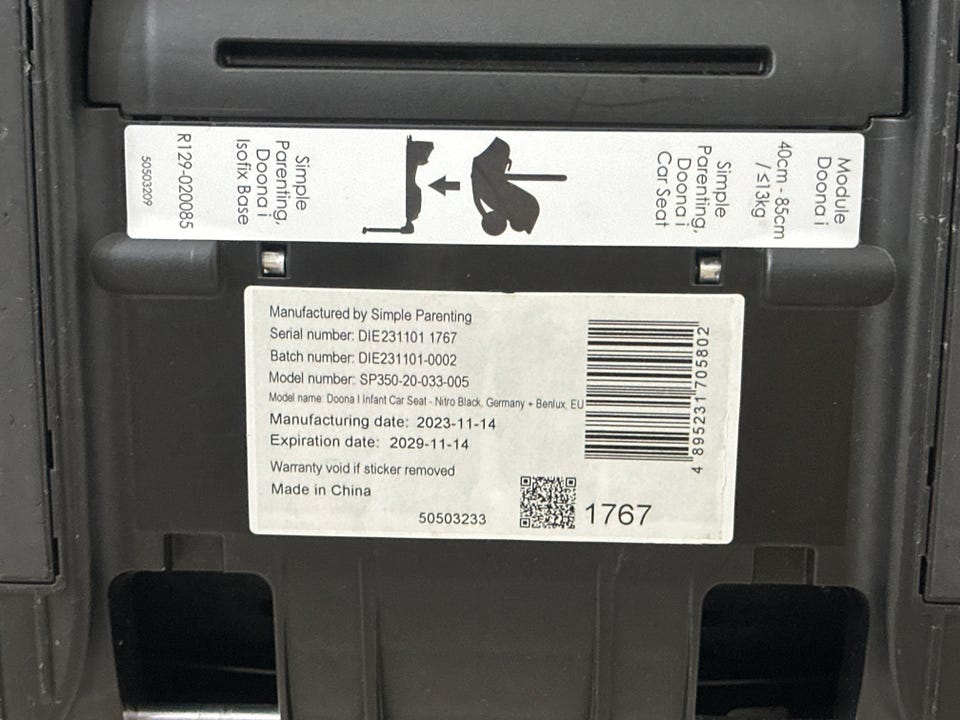 Module
Doona i
40cm - 85cm
/ ≤13kg
Simple
Parenting,
Doona i
Car Seat
Simple
Parenting,
Doona i
Isofix Base
R129-020085
50503209
Manufactured by Simple Parenting
Serial number: DIE231101 1767
Batch number: DIE231101-0002
Model number: SP350-20-033-005
Model name: Doona I Infant Car Seat - Nitro Black, Germany + Benlux, EU
Manufacturing date: 2023-11-14
Expiration date: 2029-11-14
Warranty void if sticker removed
Made in China
50503233
1767
4 895231 705802